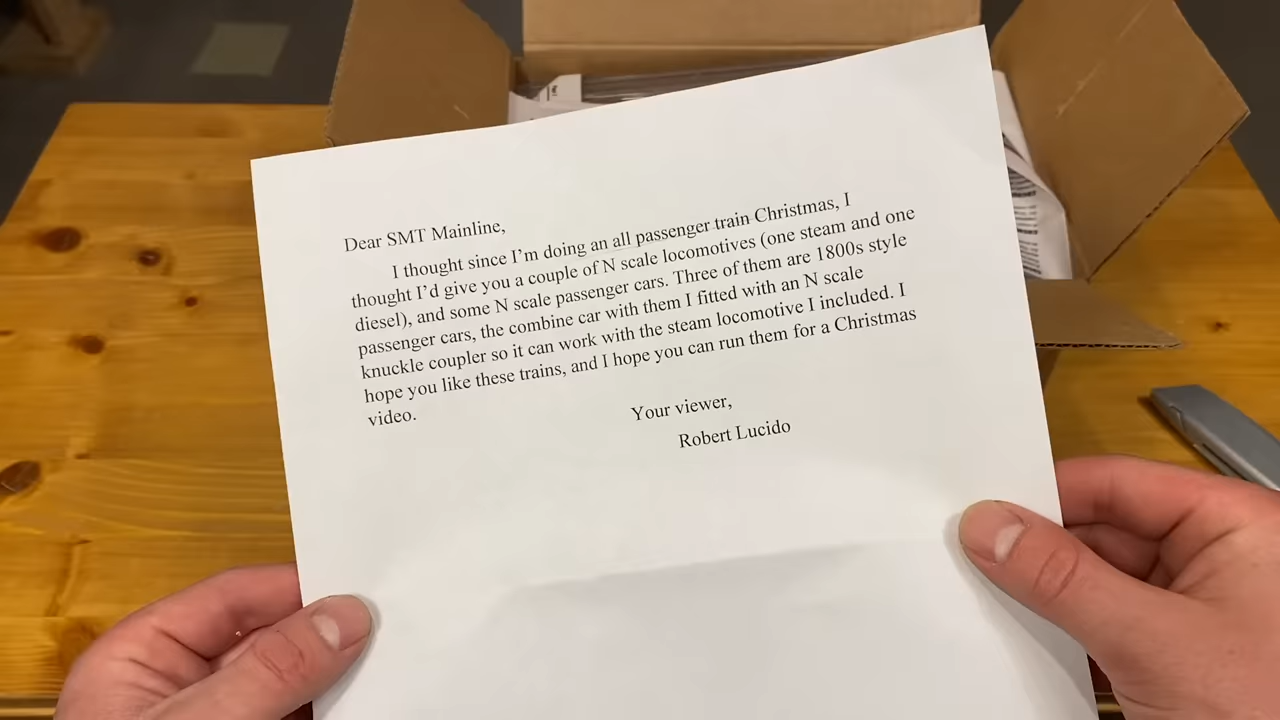 Dear SMT Mainline,
I thought since I'm doing an all passenger train Christmas, I
thought I'd give you a couple of N scale locomotives (one steam and one
diesel), and some N scale passenger cars. Three of them are 1800s style
passenger cars, the combine car with them I fitted with an N scale
knuckle coupler so it can work with the steam locomotive I included. I
hope you like these trains, and I hope you can run them for a Christmas
video.
Your viewer,
Robert Lucido